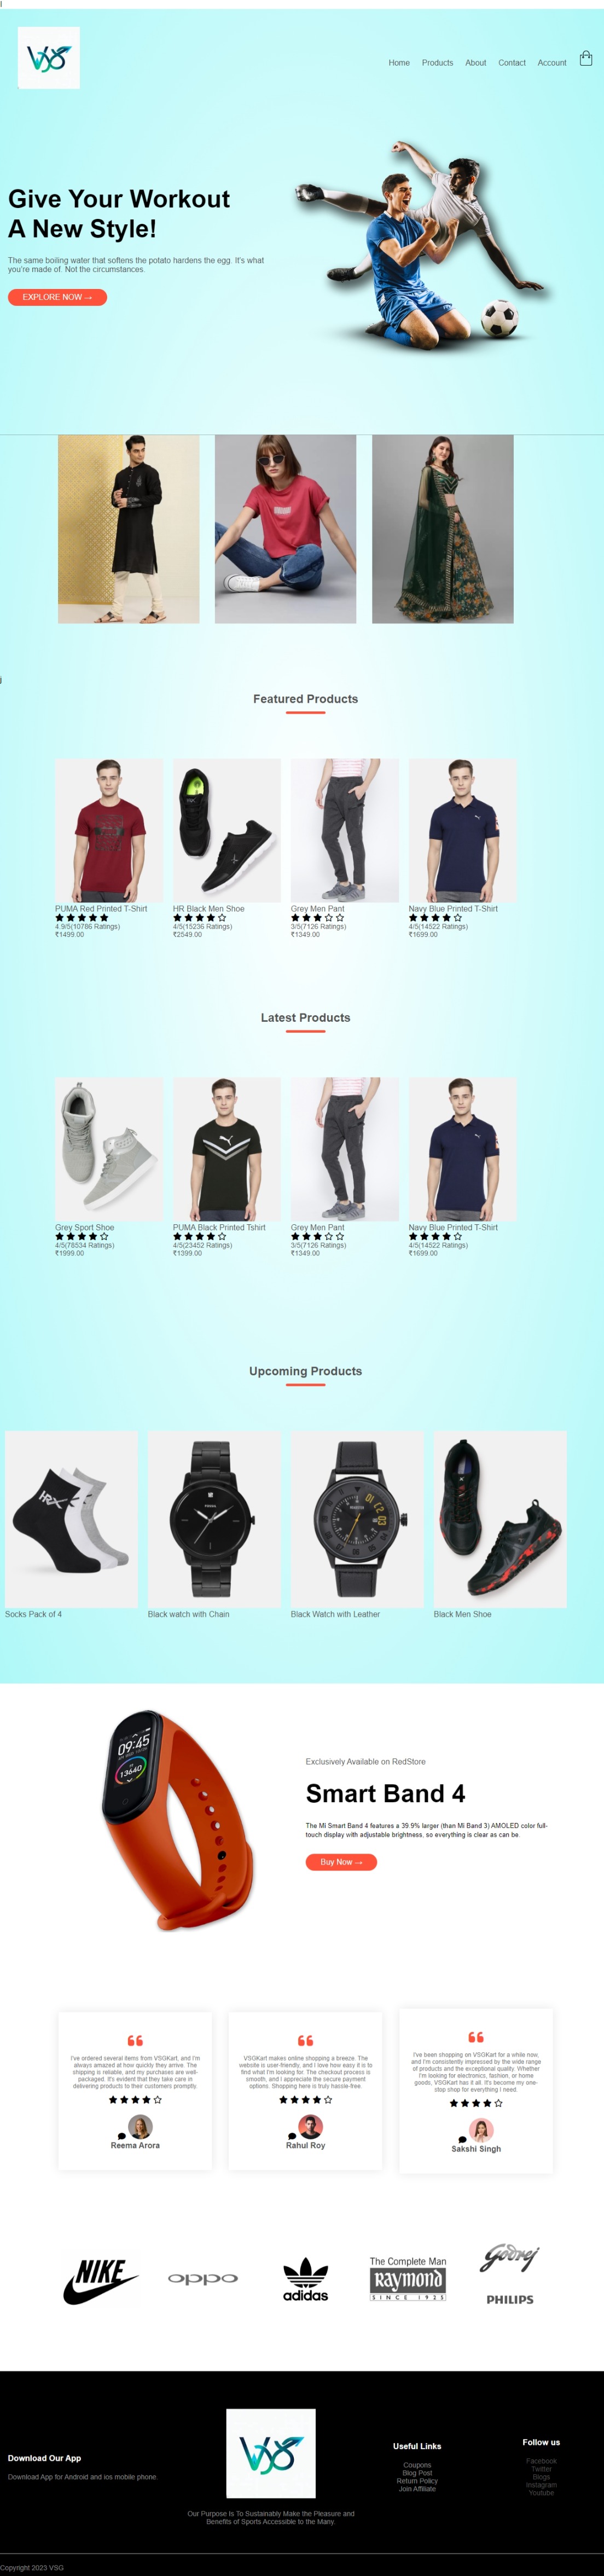 VS8
Home Products About Contact Account
Give Your Workout
A New Style!
The same boiling water that softens the potato hardens the egg. It's what
you're made of. Not the circumstances.
EXPLORE NOW →
j
Featured Products
PUMA Red Printed T-Shirt
4.9/5(10786 Ratings)
₹1499.00
HR Black Men Shoe
4/5(15236 Ratings)
₹2549.00
Grey Men Pant
3/5(7126 Ratings)
₹1349.00
Navy Blue Printed T-Shirt
4/5(14522 Ratings)
₹1699.00
Latest Products
Grey Sport Shoe
4/5(78534 Ratings)
₹1999.00
PUMA Black Printed Tshirt
4/5(23452 Ratings)
₹1399.00
Grey Men Pant
3/5(7126 Ratings)
₹1349.00
Navy Blue Printed T-Shirt
4/5(14522 Ratings)
₹1699.00
Upcoming Products
HRX
Socks Pack of 4
Black watch with Chain
Black Watch with Leather
Black Men Shoe
09:45
13640
Exclusively Available on RedStore
Smart Band 4
The Mi Smart Band 4 features a 39.9% larger (than Mi Band 3) AMOLED color full-
touch display with adjustable brightness, so everything is clear as can be.
Buy Now →
I've ordered several items from VSGKart, and I'm
always amazed at how quickly they arrive. The
shipping is reliable, and my purchases are well-
packaged. It's evident that they take care in
delivering products to their customers promptly.
Reema Arora
VSGKart makes online shopping a breeze. The
website is user-friendly, and I love how easy it is to
find what I'm looking for. The checkout process is
smooth, and I appreciate the secure payment
options. Shopping here is truly hassle-free.
Rahul Roy
I've been shopping on VSGKart for a while now,
and I'm consistently impressed by the wide range
of products and the exceptional quality. Whether
I'm looking for electronics, fashion, or home
goods, VSGKart has it all. It's become my one-
stop shop for everything I need.
Sakshi Singh
NIKE
oppo
adidas
The Complete Man
Raymond
SINCE 1925
Godrej
PHILIPS
Download Our App
Download App for Android and ios mobile phone.
VS8
Our Purpose Is To Sustainably Make the Pleasure and
Benefits of Sports Accessible to the Many.
Useful Links
Coupons
Blog Post
Return Policy
Join Affiliate
Follow us
Facebook
Twitter
Blogs
Instagram
Youtube
Copyright 2023 VSG